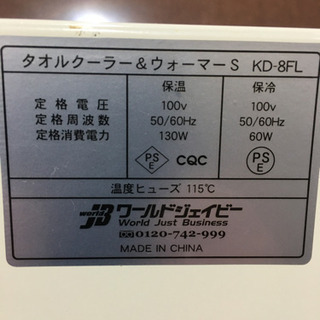 タオルクーラー&ウォーマーS KD-8FL
保温 保冷
定格電圧 100v 100v
定格周波数 50/60Hz 50/60Hz
定格消費電力 130W 60W
PS E CQC PS E
温度ヒューズ 115℃
world JB ワールドジェイビー
World Just Business
0120-742-999
MADE IN CHINA